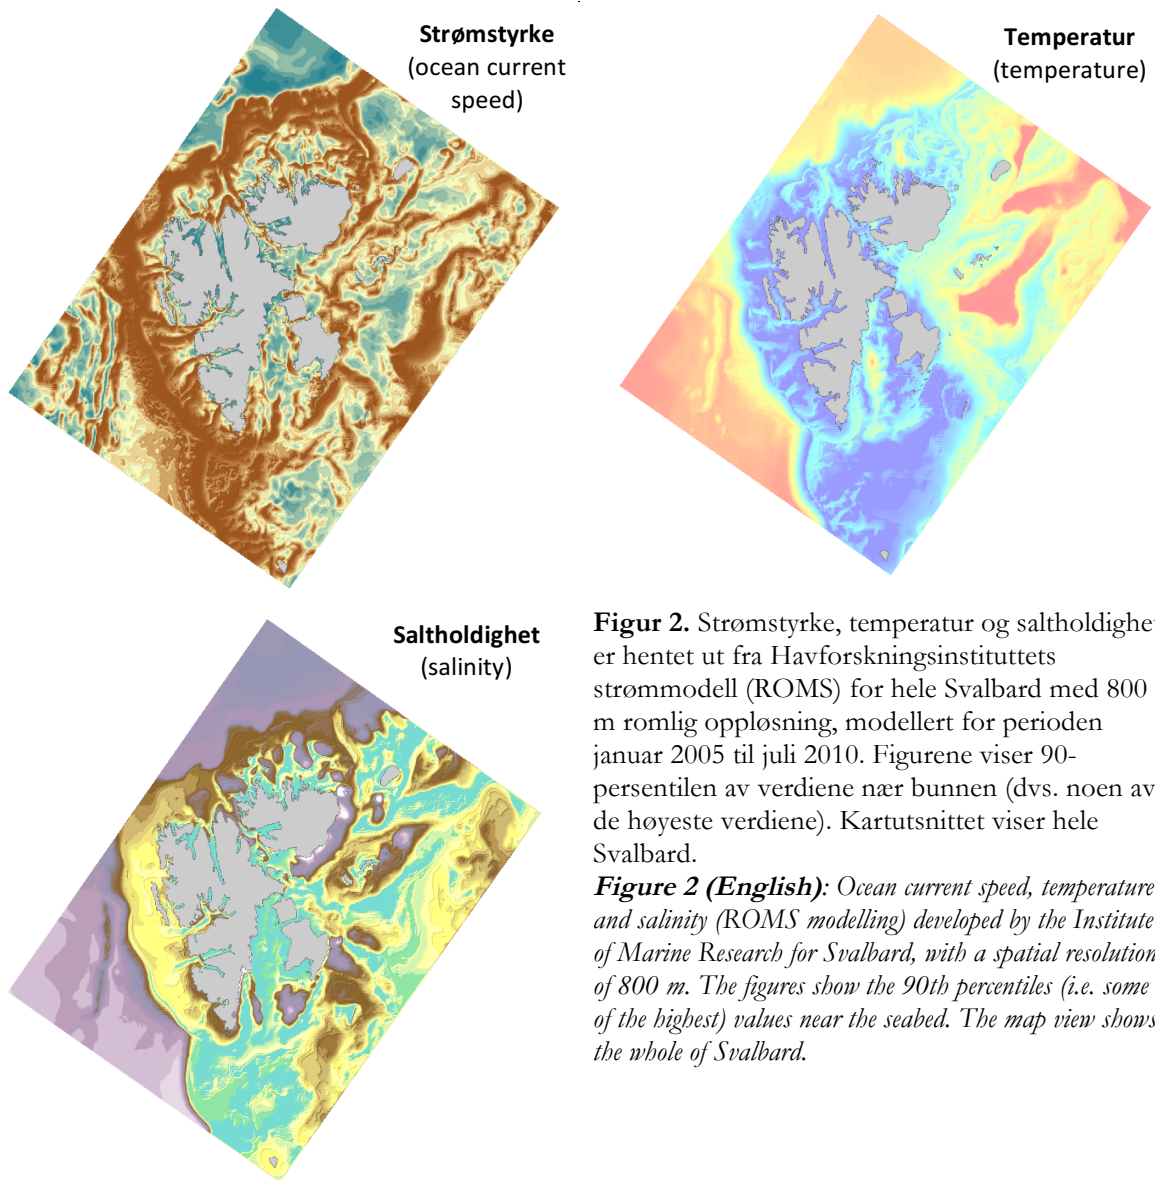 Strømstyrke
(ocean current
speed)
Temperatur
(temperature)
Saltholdighet
(salinity)
Figur 2. Strømstyrke, temperatur og saltholdighe
er hentet ut fra Havforskningsinstituttets
strømmodell (ROMS) for hele Svalbard med 800
m romlig oppløsning, modellert for perioden
januar 2005 til juli 2010. Figurene viser 90-
persentilen av verdiene nær bunnen (dvs. noen av
de høyeste verdiene). Kartutsnittet viser hele
Svalbard.
Figure 2 (English): Ocean current speed, temperature
and salinity (ROMS modelling) developed by the Institute
of Marine Research for Svalbard, with a spatial resolution
of 800 m. The figures show the 90th percentiles (i.e. some
of the highest) values near the seabed. The map view shows
the whole of Svalbard.